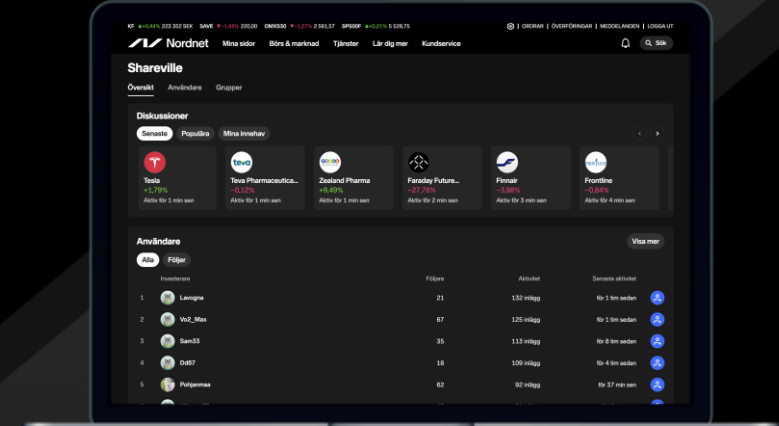 KF +0,44% 223 352 SEK SAVE −1,43% 220,00 OMXS30 −1,27% 2 561,57 SP500F +0,21% 5 528,75 | ORDRAR | ÖVERFÖRINGAR | MEDDELANDEN | LOGGA UT
Nordnet Mina sidor Börs & marknad Tjänster Lär dig mer Kundservice Sök
Shareville
Översikt Användare Grupper
Diskussioner
Senaste Populära Mina innehav
teva
Tesla Teva Pharmaceutica... Zealand Pharma Faraday Future... Finnair Frontline
+1,79% −0,12% +9,49% −27,76% −3,98% −0,84%
Aktiv för 1 min sen Aktiv för 1 min sen Aktiv för 1 min sen Aktiv för 2 min sen Aktiv för 3 min sen Aktiv för 4 min sen
Användare Visa mer
Alla Följer
Investerare Följare Aktivitet Senaste aktivitet
1 Lavogna 21 132 inlägg för 1 tim sedan
2 Vo2_Max 67 125 inlägg för 1 tim sedan
3 Sam33 35 113 inlägg för 6 tim sedan
4 Dd87 18 109 inlägg för 4 tim sedan
5 Pohjanmaa 62 92 inlägg för 37 min sen